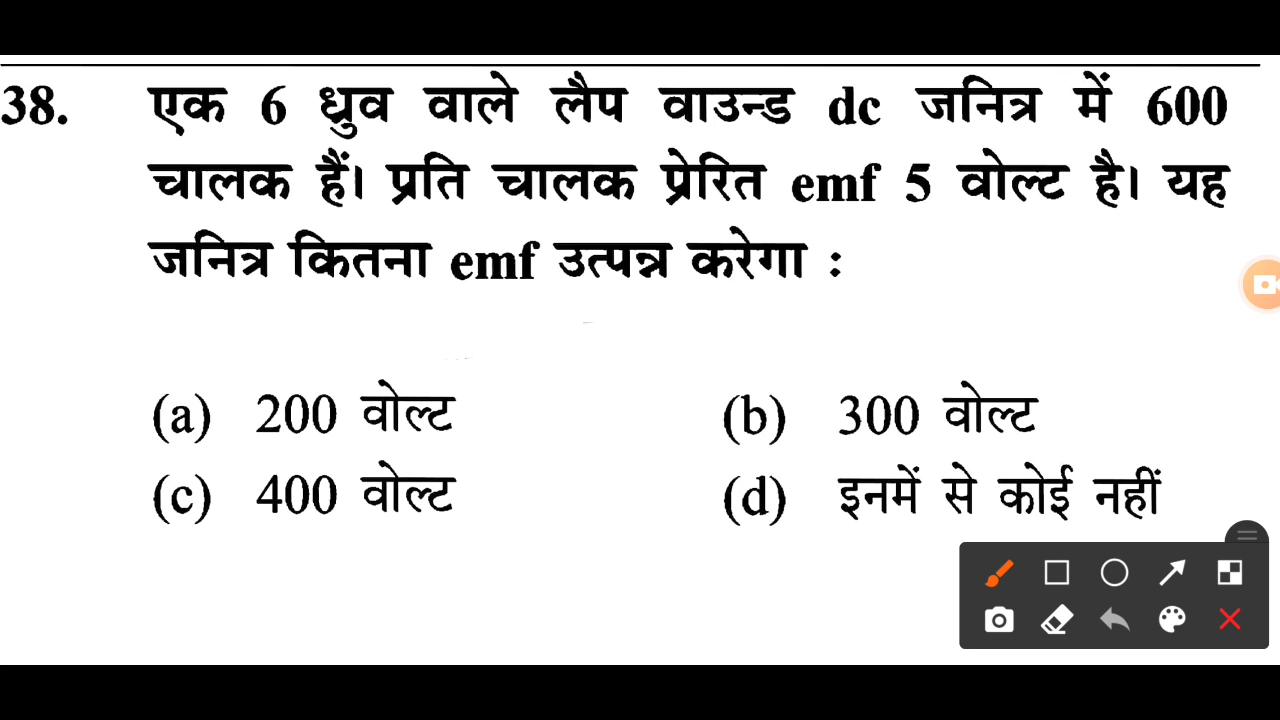 38. एक 6 ध्रुव वाले लैप वाउन्ड dc जनित्र में 600
चालक हैं। प्रति चालक प्रेरित emf 5 वोल्ट है। यह
जनित्र कितना emf उत्पन्न करेगा :
(a) 200 वोल्ट (b) 300 वोल्ट
(c) 400 वोल्ट (d) इनमें से कोई नहीं